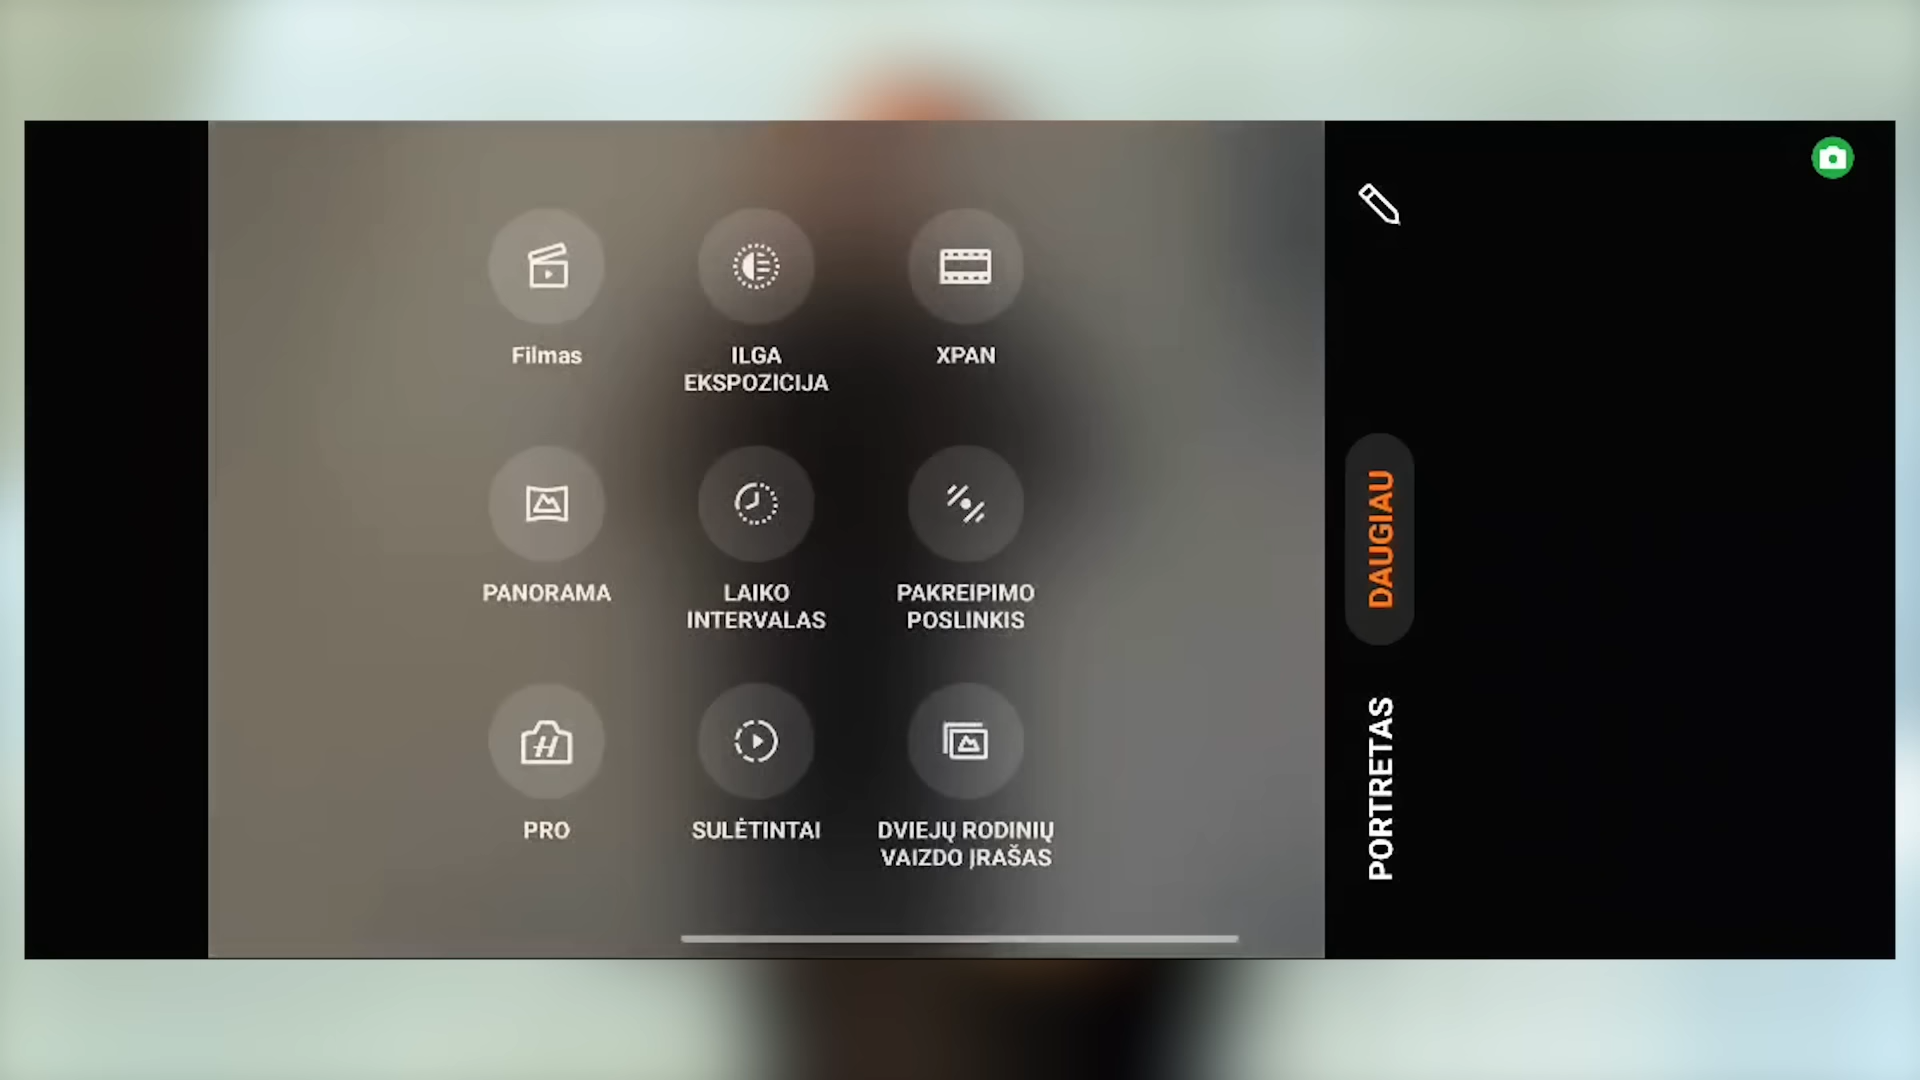 Filmas
ILGA
EKSPOZICIJA
XPAN
PANORAMA
LAIKO
INTERVALAS
PAKREIPIMO
POSLINKIS
PRO
SULĖTINTAI
DVIEJŲ RODINIŲ
VAIZDO ĮRAŠAS
DAUGIAU
PORTRETAS